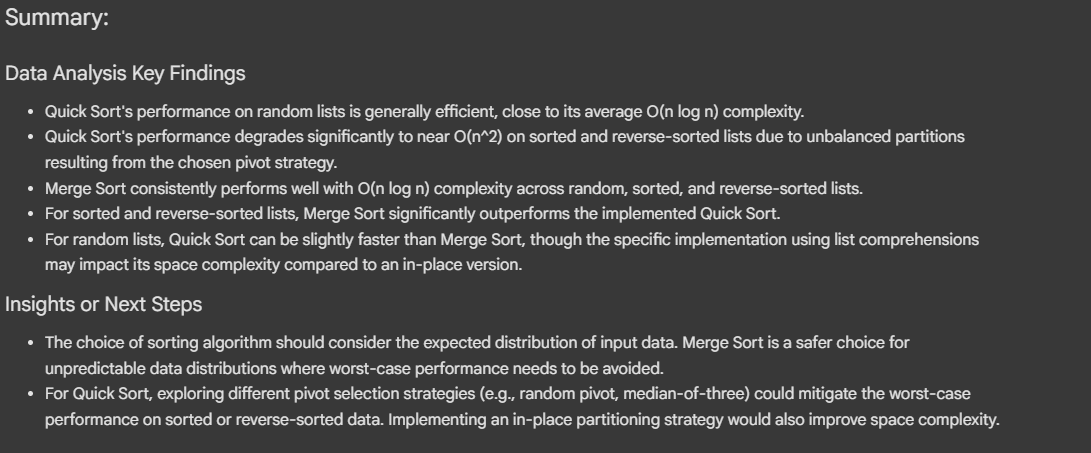 Summary:
Data Analysis Key Findings
• Quick Sort's performance on random lists is generally efficient, close to its average O(n log n) complexity.
• Quick Sort's performance degrades significantly to near O(n^2) on sorted and reverse-sorted lists due to unbalanced partitions
resulting from the chosen pivot strategy.
• Merge Sort consistently performs well with O(n log n) complexity across random, sorted, and reverse-sorted lists.
• For sorted and reverse-sorted lists, Merge Sort significantly outperforms the implemented Quick Sort.
• For random lists, Quick Sort can be slightly faster than Merge Sort, though the specific implementation using list comprehensions
may impact its space complexity compared to an in-place version.
Insights or Next Steps
• The choice of sorting algorithm should consider the expected distribution of input data. Merge Sort is a safer choice for
unpredictable data distributions where worst-case performance needs to be avoided.
• For Quick Sort, exploring different pivot selection strategies (e.g., random pivot, median-of-three) could mitigate the worst-case
performance on sorted or reverse-sorted data. Implementing an in-place partitioning strategy would also improve space complexity.